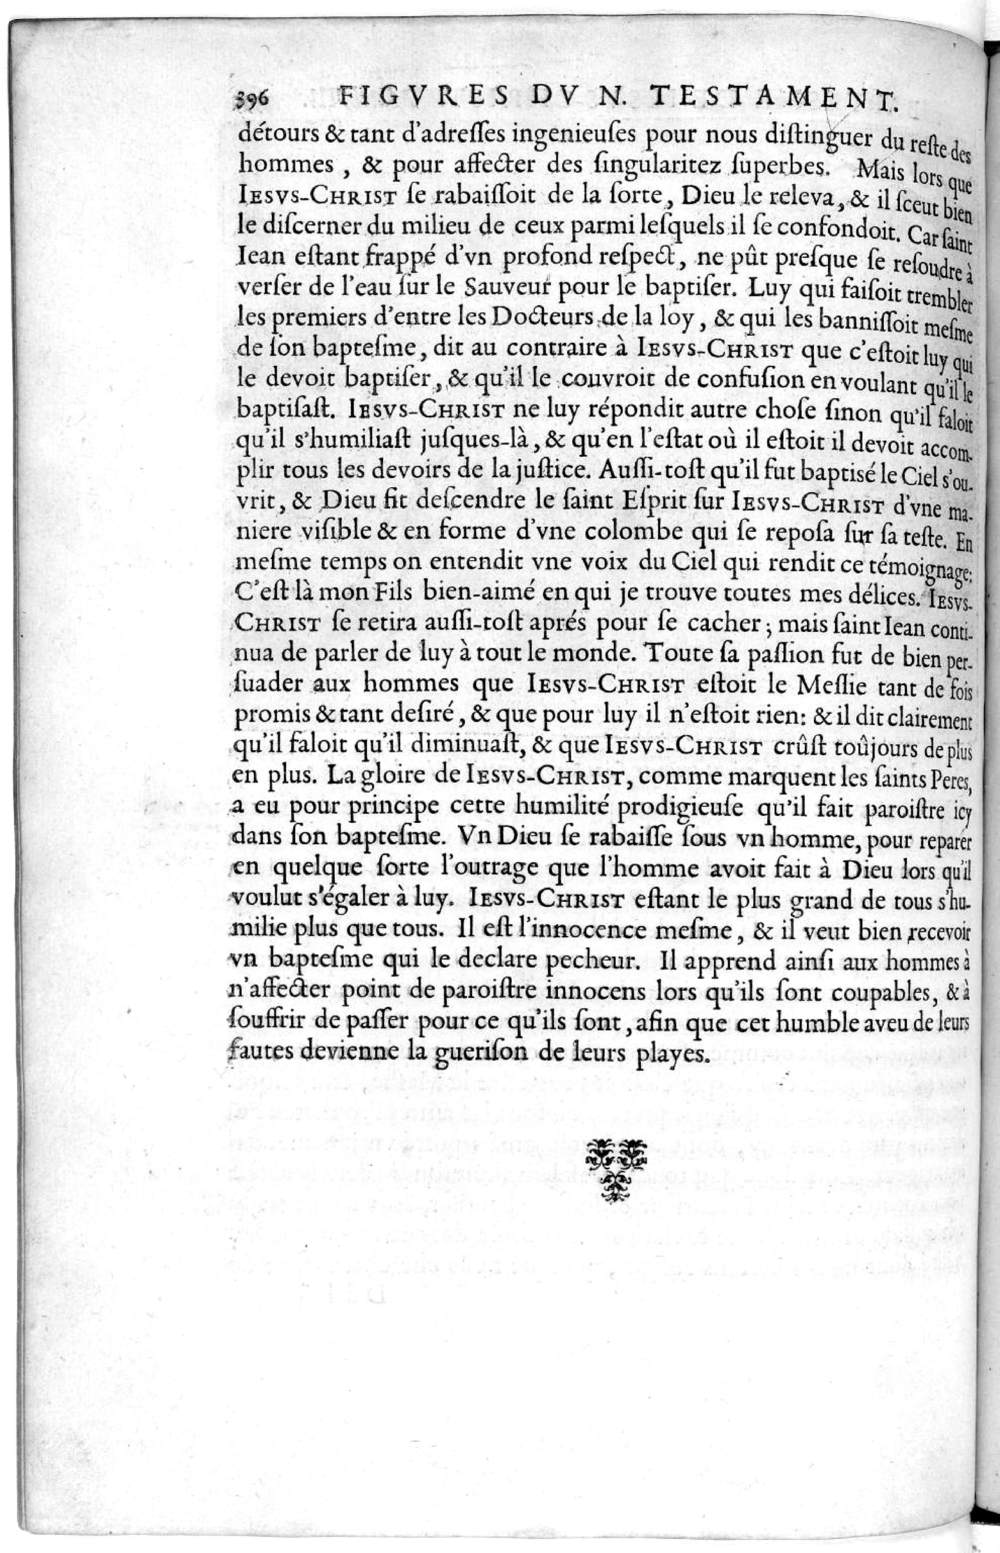 396 FIGVRES DV N. TESTAMENT.
détours & tant d'adreſſes ingenieuſes pour nous diſtinguer du reſte des
hommes, & pour affecter des ſingularitez ſuperbes. Mais lors que
IESVS-CHRIST ſe rabaiſſoit de la ſorte, Dieu le releva, & il ſceut bien
le diſcerner du milieu de ceux parmi leſquels il ſe confondoit. Car ſaint
Iean eſtant frappé d'vn profond reſpect, ne pût preſque ſe reſoudre à
verſer de l'eau ſur le Sauveur pour le baptiſer. Luy qui faiſoit trembler
les premiers d'entre les Docteurs de la loy, & qui les banniſſoit meſme
de ſon bapteſme, dit au contraire à IESVS-CHRIST que c'eſtoit luy qui
le devoit baptiſer, & qu'il le couvroit de confuſion en voulant qu'il le
baptiſaſt. IESVS-CHRIST ne luy répondit autre choſe ſinon qu'il faloit
qu'il s'humiliaſt juſques-là, & qu'en l'eſtat où il eſtoit il devoit accom-
plir tous les devoirs de la juſtice. Auſſi-toſt qu'il fut baptisé le Ciel s'ou-
vrit, & Dieu fit deſcendre le ſaint Eſprit ſur IESVS-CHRIST d'vne ma-
niere viſible & en forme d'vne colombe qui ſe repoſa ſur ſa teſte. En
meſme temps on entendit vne voix du Ciel qui rendit ce témoignage:
C'eſt là mon Fils bien-aimé en qui je trouve toutes mes délices. IESVS-
CHRIST ſe retira auſſi-toſt aprés pour ſe cacher; mais ſaint Iean conti-
nua de parler de luy à tout le monde. Toute ſa paſſion fut de bien per-
ſuader aux hommes que IESVS-CHRIST eſtoit le Meſſie tant de fois
promis & tant deſiré, & que pour luy il n'eſtoit rien: & il dit clairement
qu'il faloit qu'il diminuaſt, & que IESVS-CHRIST crûſt toûjours de plus
en plus. La gloire de IESVS-CHRIST, comme marquent les ſaints Peres,
a eu pour principe cette humilité prodigieuſe qu'il fait paroiſtre icy
dans ſon bapteſme. Vn Dieu ſe rabaiſſe ſous vn homme, pour reparer
en quelque ſorte l'outrage que l'homme avoit fait à Dieu lors qu'il
voulut s'égaler à luy. IESVS-CHRIST eſtant le plus grand de tous s'hu-
milie plus que tous. Il eſt l'innocence meſme, & il veut bien recevoir
vn bapteſme qui le declare pecheur. Il apprend ainſi aux hommes à
n'affecter point de paroiſtre innocens lors qu'ils ſont coupables, & à
ſouffrir de paſſer pour ce qu'ils ſont, afin que cet humble aveu de leurs
fautes devienne la gueriſon de leurs playes.